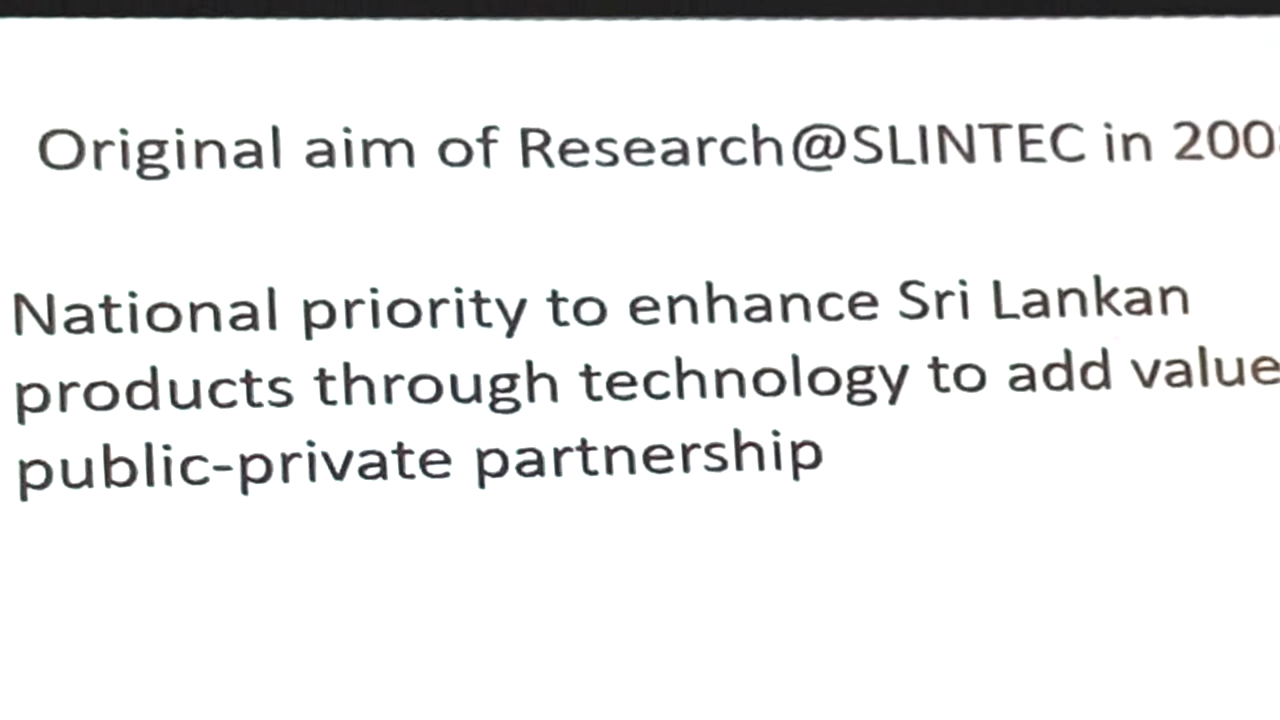 Original aim of Research@SLINTEC in
National priority to enhance Sri Lankan
products through technology to add value
public-private partnership